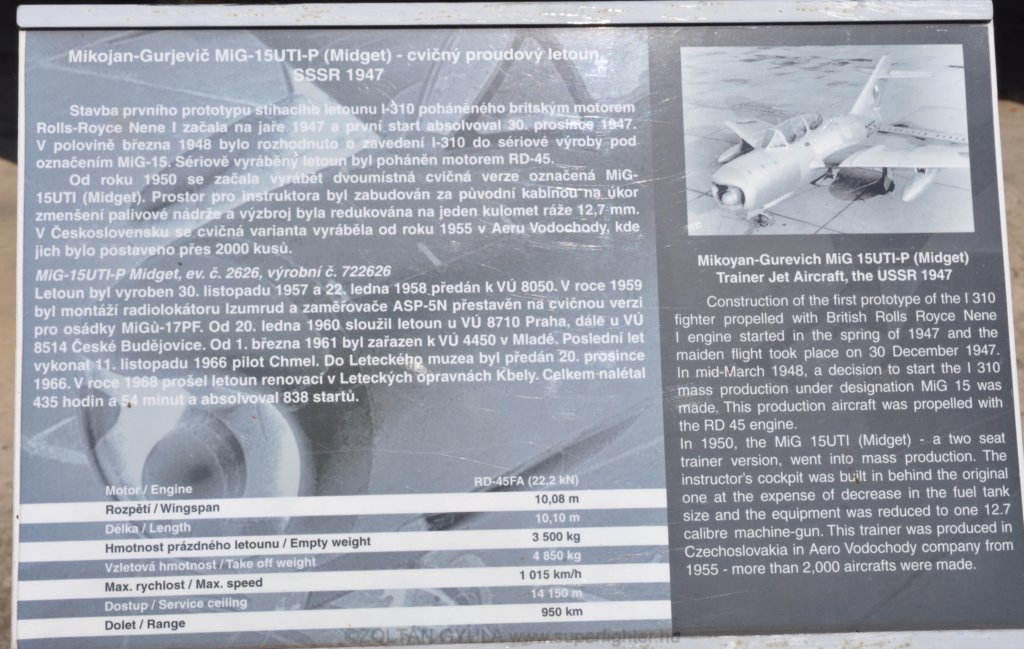 Mikojan-Gurjevič MiG-15UTI-P (Midget) - cvičný proudový letoun,
SSSR 1947
Stavba prvního prototypu stíhacího letounu I-310 poháněného britským motorem
Rolls-Royce Nene I začala na jaře 1947 a první start absolvoval 30. prosince 1947.
V polovině března 1948 bylo rozhodnuto o zavedení I-310 do sériové výroby pod
označením MiG-15. Sériově vyráběný letoun byl poháněn motorem RD-45.
Od roku 1950 se začala vyrábět dvoumístná cvičná verze označená MiG-
15UTI (Midget). Prostor pro instruktora byl zabudován za původní kabinou na úkor
zmenšení palivové nádrže a výzbroj byla redukována na jeden kulomet ráže 12,7 mm.
V Československu se cvičná varianta vyráběla od roku 1955 v Aeru Vodochody, kde
jich bylo postaveno přes 2000 kusů.
MiG-15UTI-P Midget, ev. č. 2626, výrobní č. 722626
Letoun byl vyroben 30. listopadu 1957 a 22. ledna 1958 předán k VÚ 8050. V roce 1959
byl montáží radiolokátoru Izumrud a zaměřovače ASP-5N přestavěn na cvičnou verzi
pro osádky MiGů-17PF. Od 20. ledna 1960 sloužil letoun u VÚ 8710 Praha, dále u VÚ
8514 České Budějovice. Od 1. března 1961 byl zařazen k VÚ 4450 v Mladé. Poslední let
vykonal 11. listopadu 1966 pilot Chmel. Do Leteckého muzea byl předán 20. prosince
1966. V roce 1968 prošel letoun renovací v Leteckých opravnách Kbely. Celkem nalétal
435 hodin a 54 minut a absolvoval 838 startů.
Motor / Engine RD-45FA (22,2 kN)
Rozpětí / Wingspan 10,08 m
Délka / Length 10,10 m
Hmotnost prázdného letounu / Empty weight 3 500 kg
Vzletová hmotnost / Take off weight 4 850 kg
Max. rychlost / Max. speed 1 015 km/h
Dostup / Service ceiling 14 150 m
Dolet / Range 950 km
Mikoyan-Gurevich MiG 15UTI-P (Midget)
Trainer Jet Aircraft, the USSR 1947
Construction of the first prototype of the I 310
fighter propelled with British Rolls Royce Nene
I engine started in the spring of 1947 and the
maiden flight took place on 30 December 1947.
In mid-March 1948, a decision to start the I 310
mass production under designation MiG 15 was
made. This production aircraft was propelled with
the RD 45 engine.
In 1950, the MiG 15UTI (Midget) - a two seat
trainer version, went into mass production. The
instructor's cockpit was built in behind the original
one at the expense of decrease in the fuel tank
size and the equipment was reduced to one 12.7
calibre machine-gun. This trainer was produced in
Czechoslovakia in Aero Vodochody company from
1955 - more than 2,000 aircrafts were made.
©ZOLTÁN GYULA www.superfighter.hu